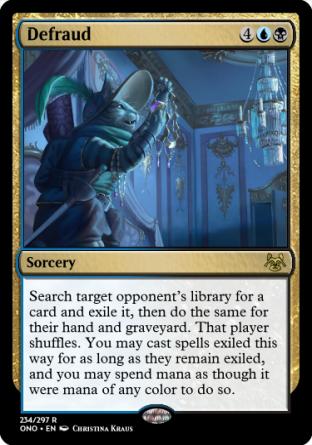 Defraud 4
Sorcery
Search target opponent's library for a
card and exile it, then do the same for
their hand and graveyard. That player
shuffles. You may cast spells exiled this
way for as long as they remain exiled,
and you may spend mana as though it
were mana of any color to do so.
234/297 R
ONO • EN CHRISTINA KRAUS